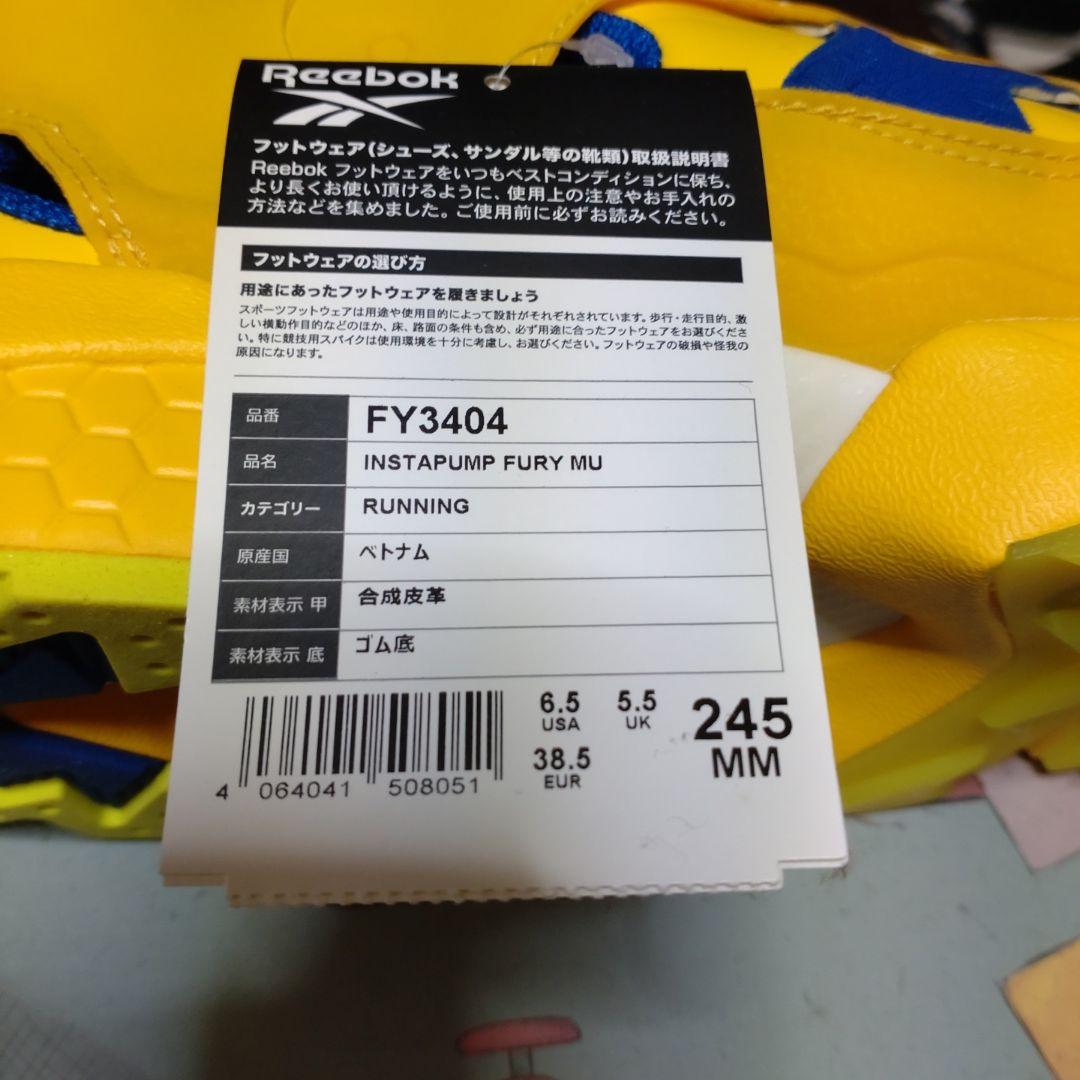 Reebok
フットウェア(シューズ、サンダル等の靴類)取扱説明書
Reebok フットウェアをいつもベストコンディションに保ち、
より長くお使い頂けるように、使用上の注意やお手入れの
方法などを集めました。ご使用前に必ずお読みください。
フットウェアの選び方
用途にあったフットウェアを履きましょう
スポーツフットウェアは用途や使用目的によって設計がそれぞれされています。歩行・走行目的、激
しい横動作目的などのほか、床、路面の条件も含め、必ず用途に合ったフットウェアをお選びくださ
い。特に競技用スパイクは使用環境を十分に考慮し、お選びください。フットウェアの破損や怪我の
原因になります。
品番 FY3404
品名 INSTAPUMP FURY MU
カテゴリー RUNNING
原産国 ベトナム
素材表示 甲 合成皮革
素材表示 底 ゴム底
6.5 5.5 245
USA UK MM
38.5
EUR
4 064041 508051